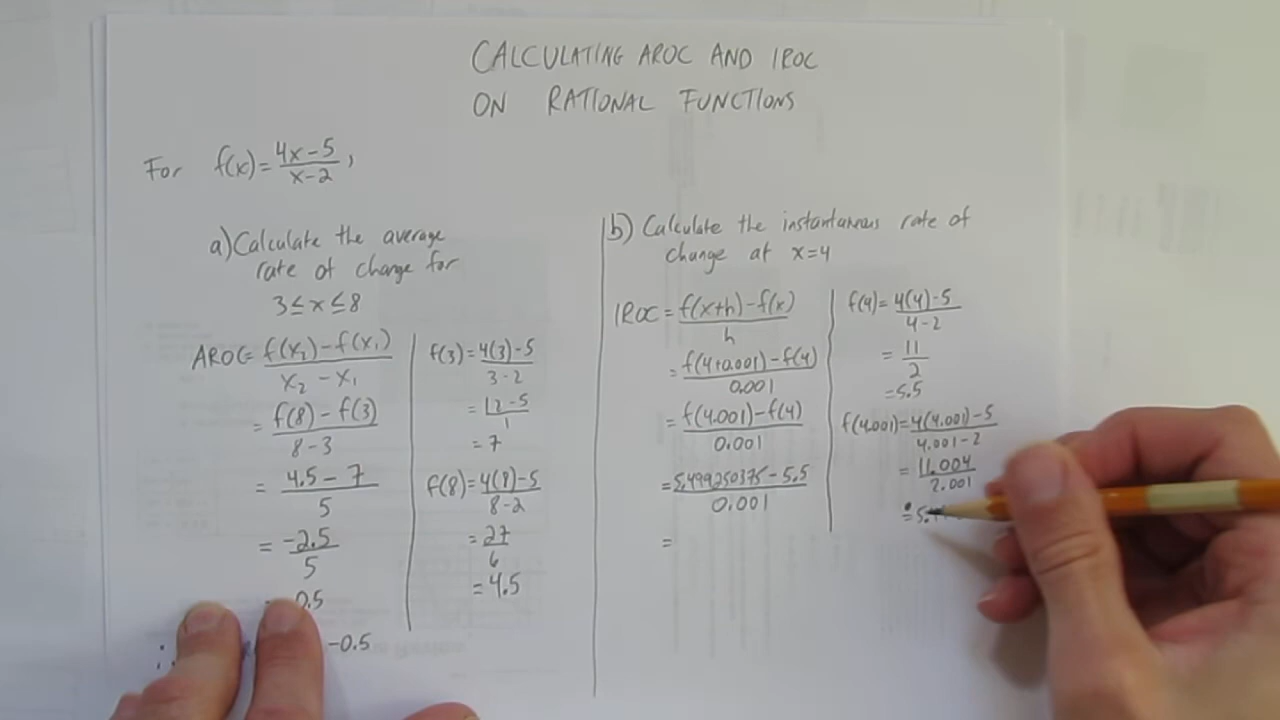 CALCULATING AROC AND IROC
ON RATIONAL FUNCTIONS
For f(x)=(4x-5)/(x-2),
a) Calculate the average
rate of change for
3≤x≤8
AROC = (f(x₂)-f(x₁))/(x₂-x₁)
= (f(8)-f(3))/(8-3)
= (4.5-7)/5
= -2.5/5
0.5
-0.5
f(3)=(4(3)-5)/(3-2)
= (12-5)/1
= 7
f(8)=(4(8)-5)/(8-2)
= 27/6
= 4.5
b) Calculate the instantaneous rate of
change at x=4
IROC = (f(x+h)-f(x))/h
= (f(4+0.001)-f(4))/0.001
= (f(4.001)-f(4))/0.001
= (5.499250375-5.5)/0.001
=
f(4)=(4(4)-5)/(4-2)
= 11/2
=5.5
f(4.001)=(4(4.001)-5)/(4.001-2)
= 11.004/2.001